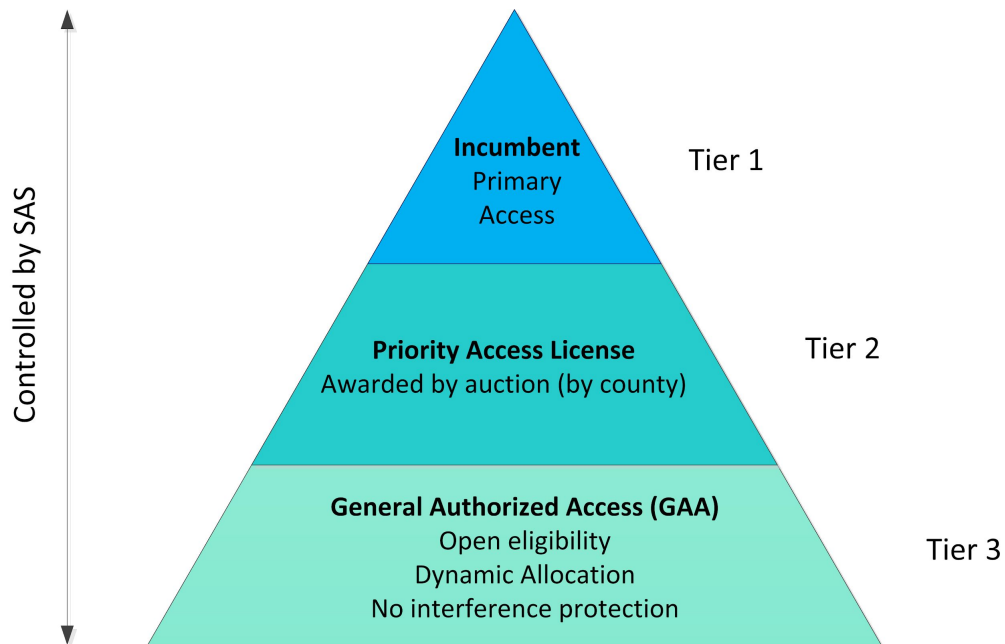 Controlled by SAS
Incumbent
Primary
Access
Tier 1
Priority Access License
Awarded by auction (by county)
Tier 2
General Authorized Access (GAA)
Open eligibility
Dynamic Allocation
No interference protection
Tier 3